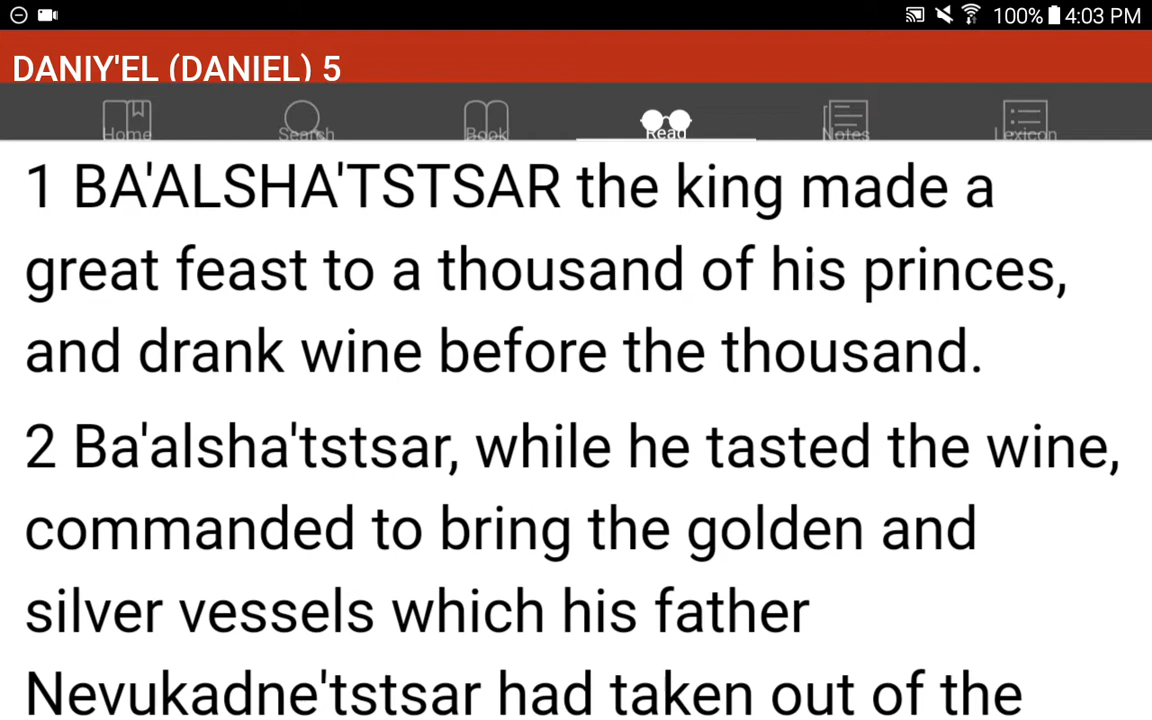 100% 4:03 PM
DANIY'EL (DANIEL) 5
Home Search Book Read Notes Lexicon
1 BA'ALSHA'TSTSAR the king made a
great feast to a thousand of his princes,
and drank wine before the thousand.
2 Ba'alsha'tstsar, while he tasted the wine,
commanded to bring the golden and
silver vessels which his father
Nevukadne'tstsar had taken out of the